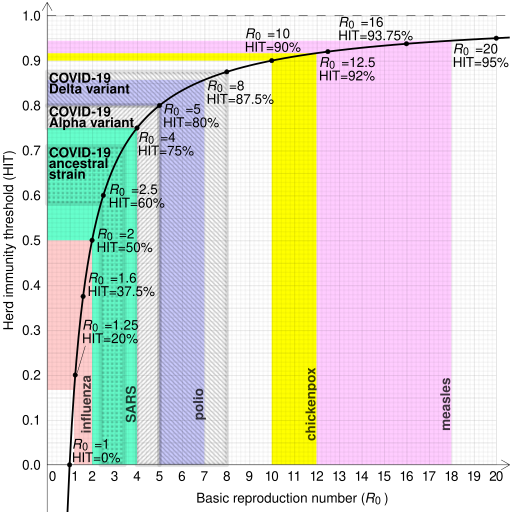 1.0
0.9
0.8
0.7
0.6
0.5
0.4
0.3
0.2
0.1
0.0
Herd immunity threshold (HIT)
R0 =16
HIT=93.75%
R0 =10
HIT=90%
R0 =20
HIT=95%
R0 =12.5
HIT=92%
COVID-19
Delta variant
R0 =8
HIT=87.5%
COVID-19
Alpha variant
R0 =5
HIT=80%
R0 =4
HIT=75%
COVID-19
ancestral
strain
R0 =2.5
HIT=60%
R0 =2
HIT=50%
R0 =1.6
HIT=37.5%
R0 =1.25
HIT=20%
R0 =1
HIT=0%
influenza
SARS
polio
chickenpox
measles
0 1 2 3 4 5 6 7 8 9 10 11 12 13 14 15 16 17 18 19 20
Basic reproduction number (R0 )